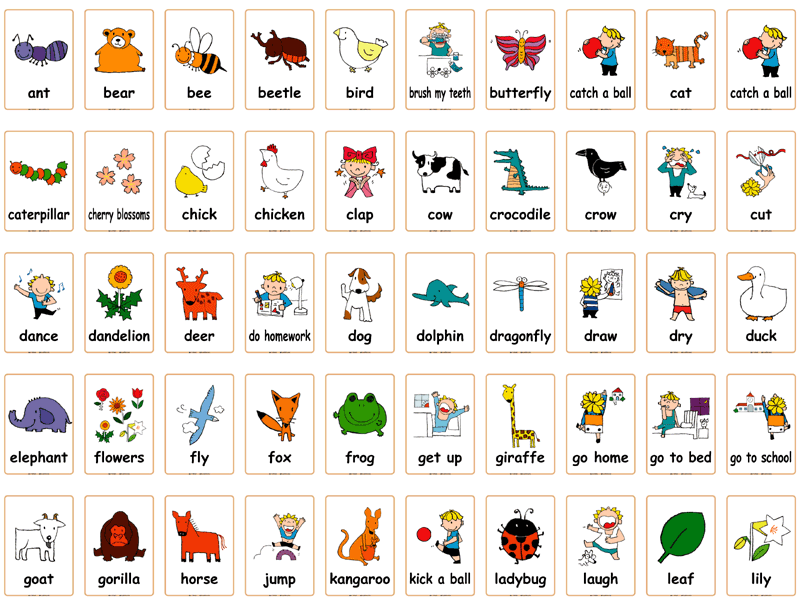 ant bear bee beetle bird brush my teeth butterfly catch a ball cat catch a ball
caterpillar cherry blossoms chick chicken clap cow crocodile crow cry cut
dance dandelion deer do homework dog dolphin dragonfly draw dry duck
elephant flowers fly fox frog get up giraffe go home go to bed go to school
goat gorilla horse jump kangaroo kick a ball ladybug laugh leaf lily